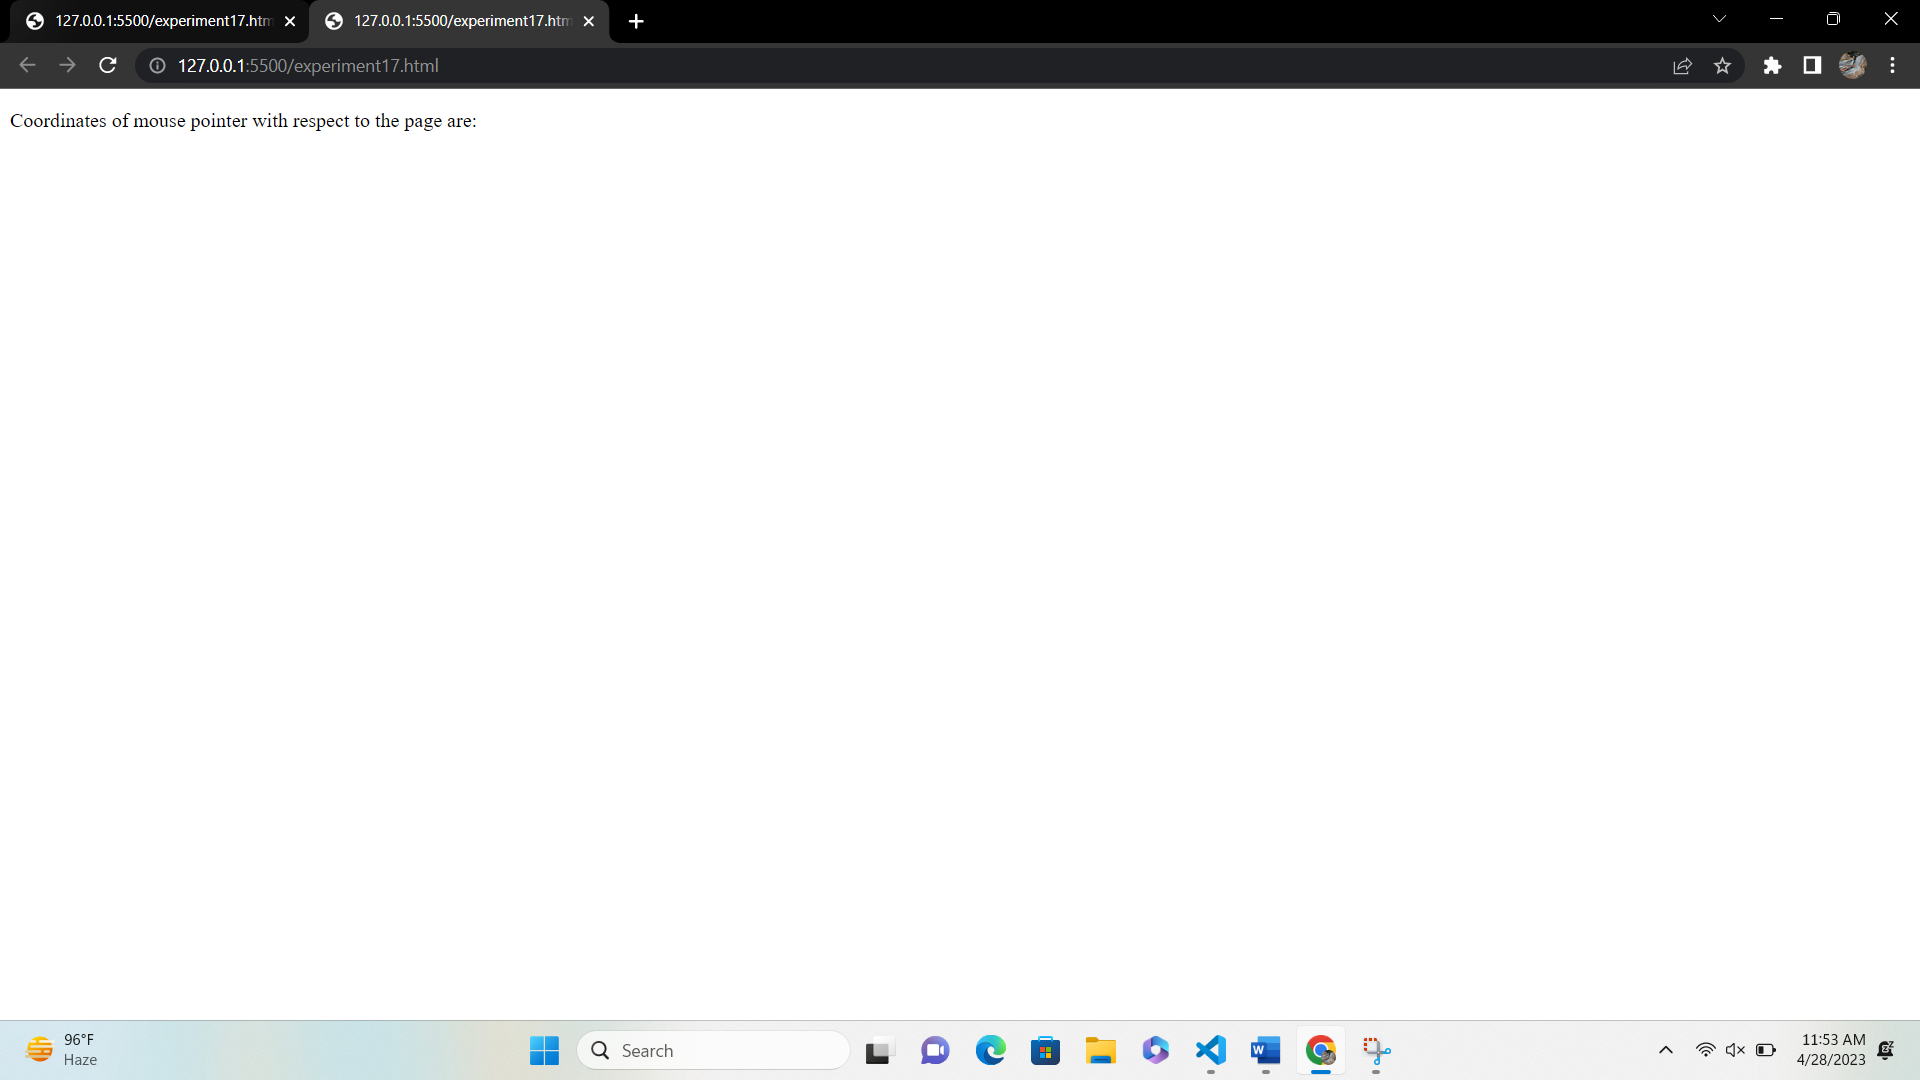 127.0.0.1:5500/experiment17.htm
127.0.0.1:5500/experiment17.htm
127.0.0.1:5500/experiment17.html
Coordinates of mouse pointer with respect to the page are:
96°F
Haze
Search
11:53 AM
4/28/2023